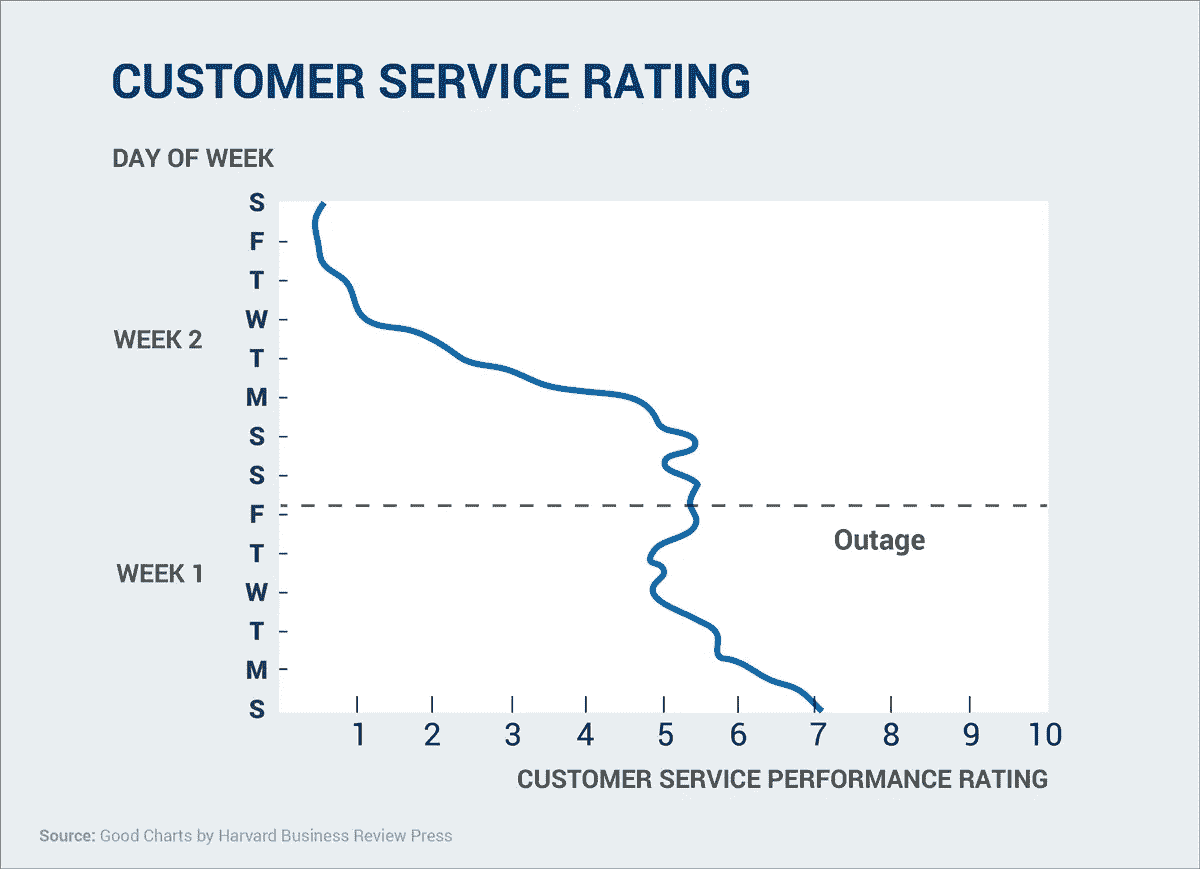 CUSTOMER SERVICE RATING
DAY OF WEEK
S
F
T
W
WEEK 2
T
M
S
S
F
Outage
T
WEEK 1
W
T
M
S
1 2 3 4 5 6 7 8 9 10
CUSTOMER SERVICE PERFORMANCE RATING
Source: Good Charts by Harvard Business Review Press